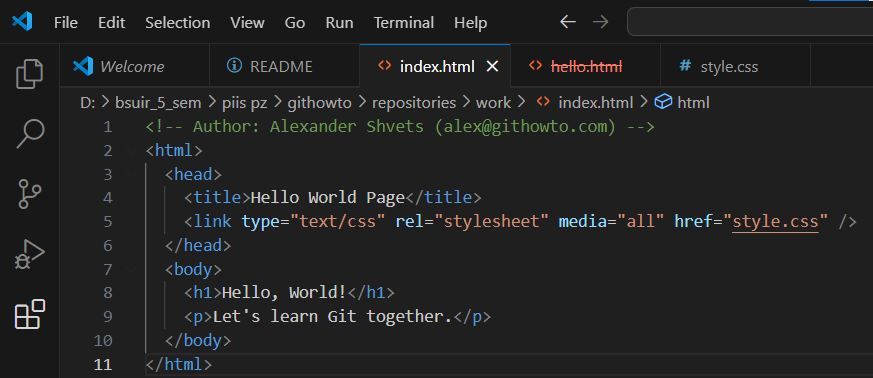 File Edit Selection View Go Run Terminal Help
Welcome README index.html hello.html style.css
D: > bsuir_5_sem > piis pz > githowto > repositories > work > <> index.html > html
1 <!-- Author: Alexander Shvets (alex@githowto.com) -->
2 <html>
3 <head>
4 <title>Hello World Page</title>
5 <link type="text/css" rel="stylesheet" media="all" href="style.css" />
6 </head>
7 <body>
8 <h1>Hello, World!</h1>
9 <p>Let's learn Git together.</p>
10 </body>
11 </html>